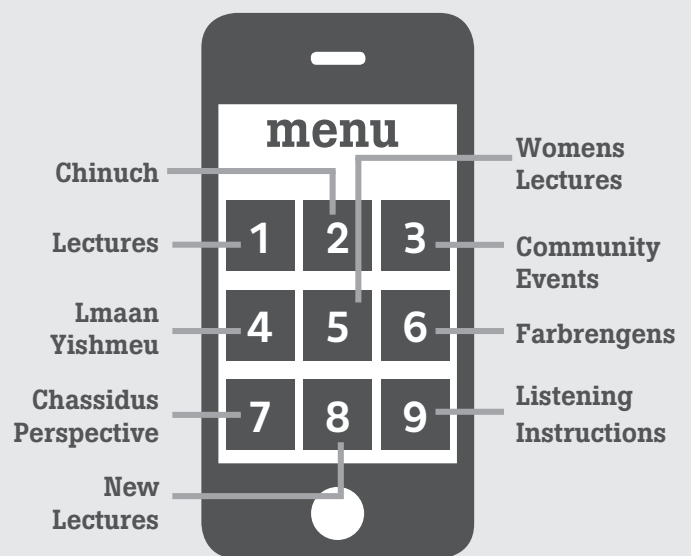 menu
Chinuch
Womens
Lectures
Lectures
1 2 3
Community
Events
Lmaan
Yishmeu
4 5 6
Farbrengens
Chassidus
Perspective
7 8 9
Listening
Instructions
New
Lectures